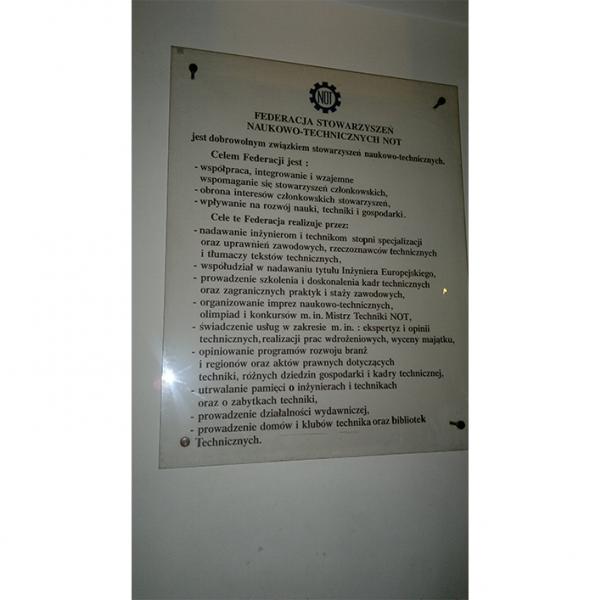 NOT
FEDERACJA STOWARZYSZEŃ
NAUKOWO-TECHNICZNYCH NOT
jest dobrowolnym związkiem stowarzyszeń naukowo-technicznych.
Celem Federacji jest :
- współpraca, integrowanie i wzajemne
wspomaganie się stowarzyszeń członkowskich,
- obrona interesów członkowskich stowarzyszeń,
- wpływanie na rozwój nauki, techniki i gospodarki.
Cele te Federacja realizuje przez:
- nadawanie inżynierom i technikom stopni specjalizacji
oraz uprawnień zawodowych, rzeczoznawców technicznych
i tłumaczy tekstów technicznych,
- współudział w nadawaniu tytułu Inżyniera Europejskiego,
- prowadzenie szkolenia i doskonalenia kadr technicznych
oraz zagranicznych praktyk i staży zawodowych,
- organizowanie imprez naukowo-technicznych,
olimpiad i konkursów m. in. Mistrz Techniki NOT,
- świadczenie usług w zakresie m. in. : ekspertyz i opinii
technicznych, realizacji prac wdrożeniowych, wyceny majątku,
- opiniowanie programów rozwoju branż
i regionów oraz aktów prawnych dotyczących
techniki, różnych dziedzin gospodarki i kadry technicznej,
- utrwalanie pamięci o inżynierach i technikach
oraz o zabytkach techniki,
- prowadzenie działalności wydawniczej,
- prowadzenie domów i klubów technika oraz bibliotek
Technicznych.